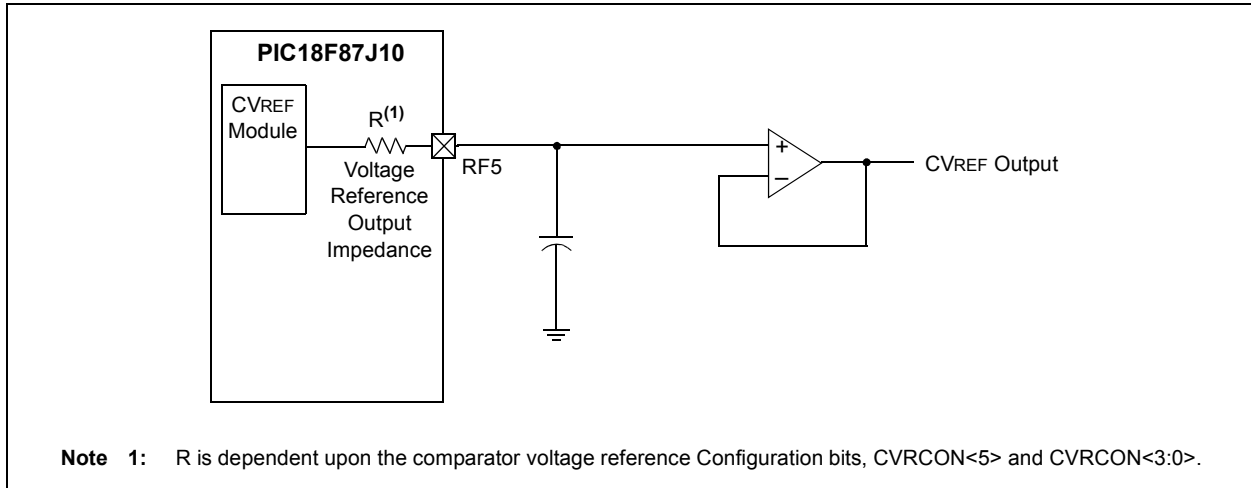 PIC18F87J10
CVREF
Module
R(1)
Voltage
Reference
Output
Impedance
RF5
+
–
CVREF Output
Note 1: R is dependent upon the comparator voltage reference Configuration bits, CVRCON<5> and CVRCON<3:0>.